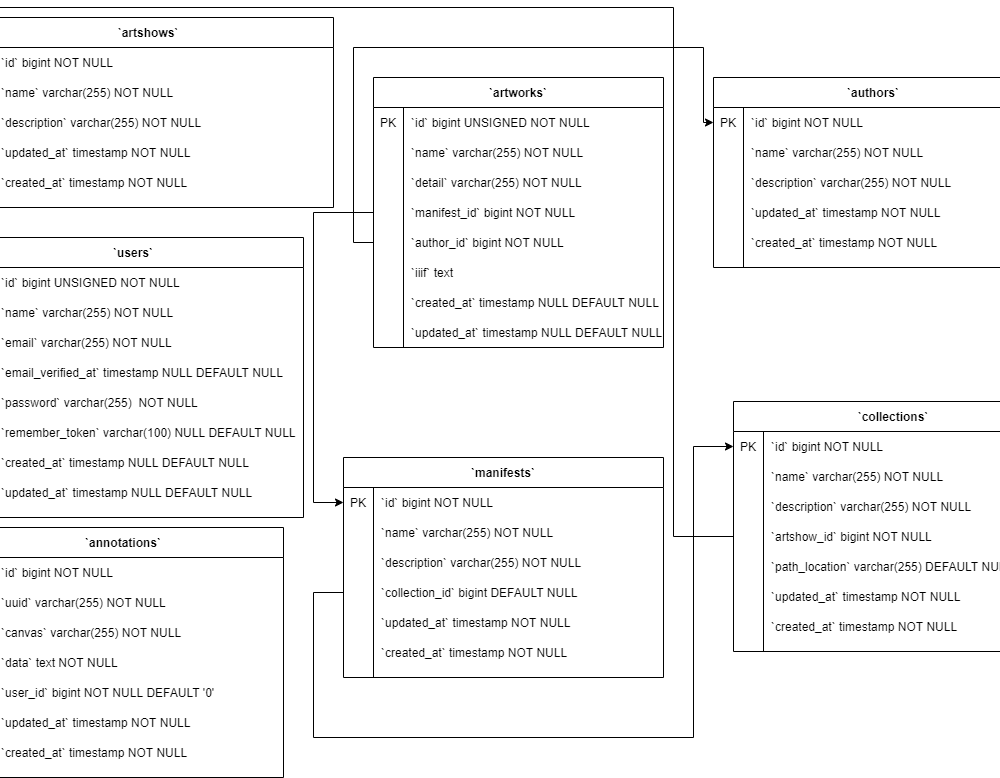 `artshows`
`id` bigint NOT NULL
`name` varchar(255) NOT NULL
`description` varchar(255) NOT NULL
`updated_at` timestamp NOT NULL
`created_at` timestamp NOT NULL
`users`
`id` bigint UNSIGNED NOT NULL
`name` varchar(255) NOT NULL
`email` varchar(255) NOT NULL
`email_verified_at` timestamp NULL DEFAULT NULL
`password` varchar(255)  NOT NULL
`remember_token` varchar(100) NULL DEFAULT NULL
`created_at` timestamp NULL DEFAULT NULL
`updated_at` timestamp NULL DEFAULT NULL
`annotations`
`id` bigint NOT NULL
`uuid` varchar(255) NOT NULL
`canvas` varchar(255) NOT NULL
`data` text NOT NULL
`user_id` bigint NOT NULL DEFAULT '0'
`updated_at` timestamp NOT NULL
`created_at` timestamp NOT NULL
`artworks`
PK `id` bigint UNSIGNED NOT NULL
`name` varchar(255) NOT NULL
`detail` varchar(255) NOT NULL
`manifest_id` bigint NOT NULL
`author_id` bigint NOT NULL
`iiif` text
`created_at` timestamp NULL DEFAULT NULL
`updated_at` timestamp NULL DEFAULT NULL
`manifests`
PK `id` bigint NOT NULL
`name` varchar(255) NOT NULL
`description` varchar(255) NOT NULL
`collection_id` bigint DEFAULT NULL
`updated_at` timestamp NOT NULL
`created_at` timestamp NOT NULL
`authors`
PK `id` bigint NOT NULL
`name` varchar(255) NOT NULL
`description` varchar(255) NOT NULL
`updated_at` timestamp NOT NULL
`created_at` timestamp NOT NULL
`collections`
PK `id` bigint NOT NULL
`name` varchar(255) NOT NULL
`description` varchar(255) NOT NULL
`artshow_id` bigint NOT NULL
`path_location` varchar(255) DEFAULT
`updated_at` timestamp NOT NULL
`created_at` timestamp NOT NULL